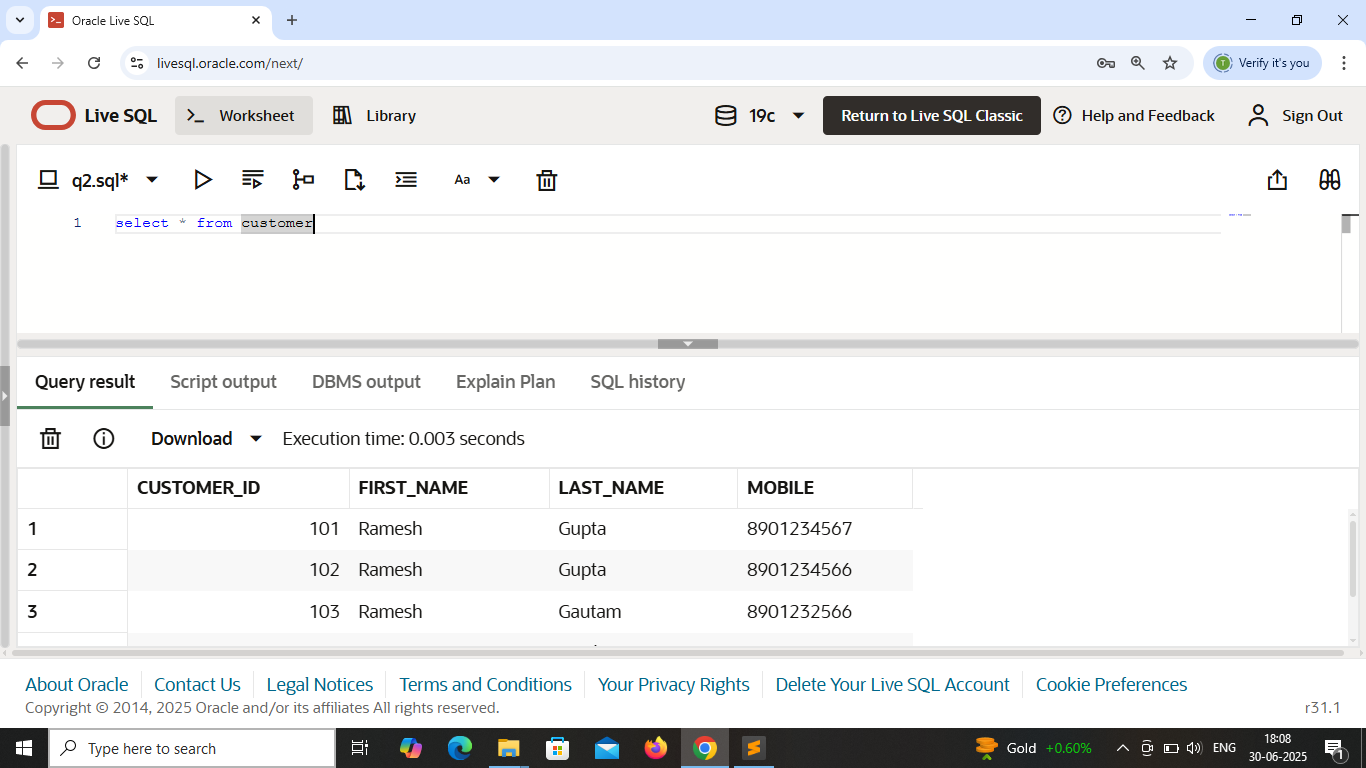 Oracle Live SQL
livesql.oracle.com/next/
T
Verify it's you
Live SQL
Worksheet
Library
19c
Return to Live SQL Classic
Help and Feedback
Sign Out
q2.sql*
Aa
1 select * from customer
Query result Script output DBMS output Explain Plan SQL history
Download Execution time: 0.003 seconds
CUSTOMER_ID FIRST_NAME LAST_NAME MOBILE
1 101 Ramesh Gupta 8901234567
2 102 Ramesh Gupta 8901234566
3 103 Ramesh Gautam 8901232566
About Oracle Contact Us Legal Notices Terms and Conditions Your Privacy Rights Delete Your Live SQL Account Cookie Preferences
Copyright © 2014, 2025 Oracle and/or its affiliates All rights reserved. r31.1
Type here to search
Gold +0.60%
ENG
18:08
30-06-2025
1